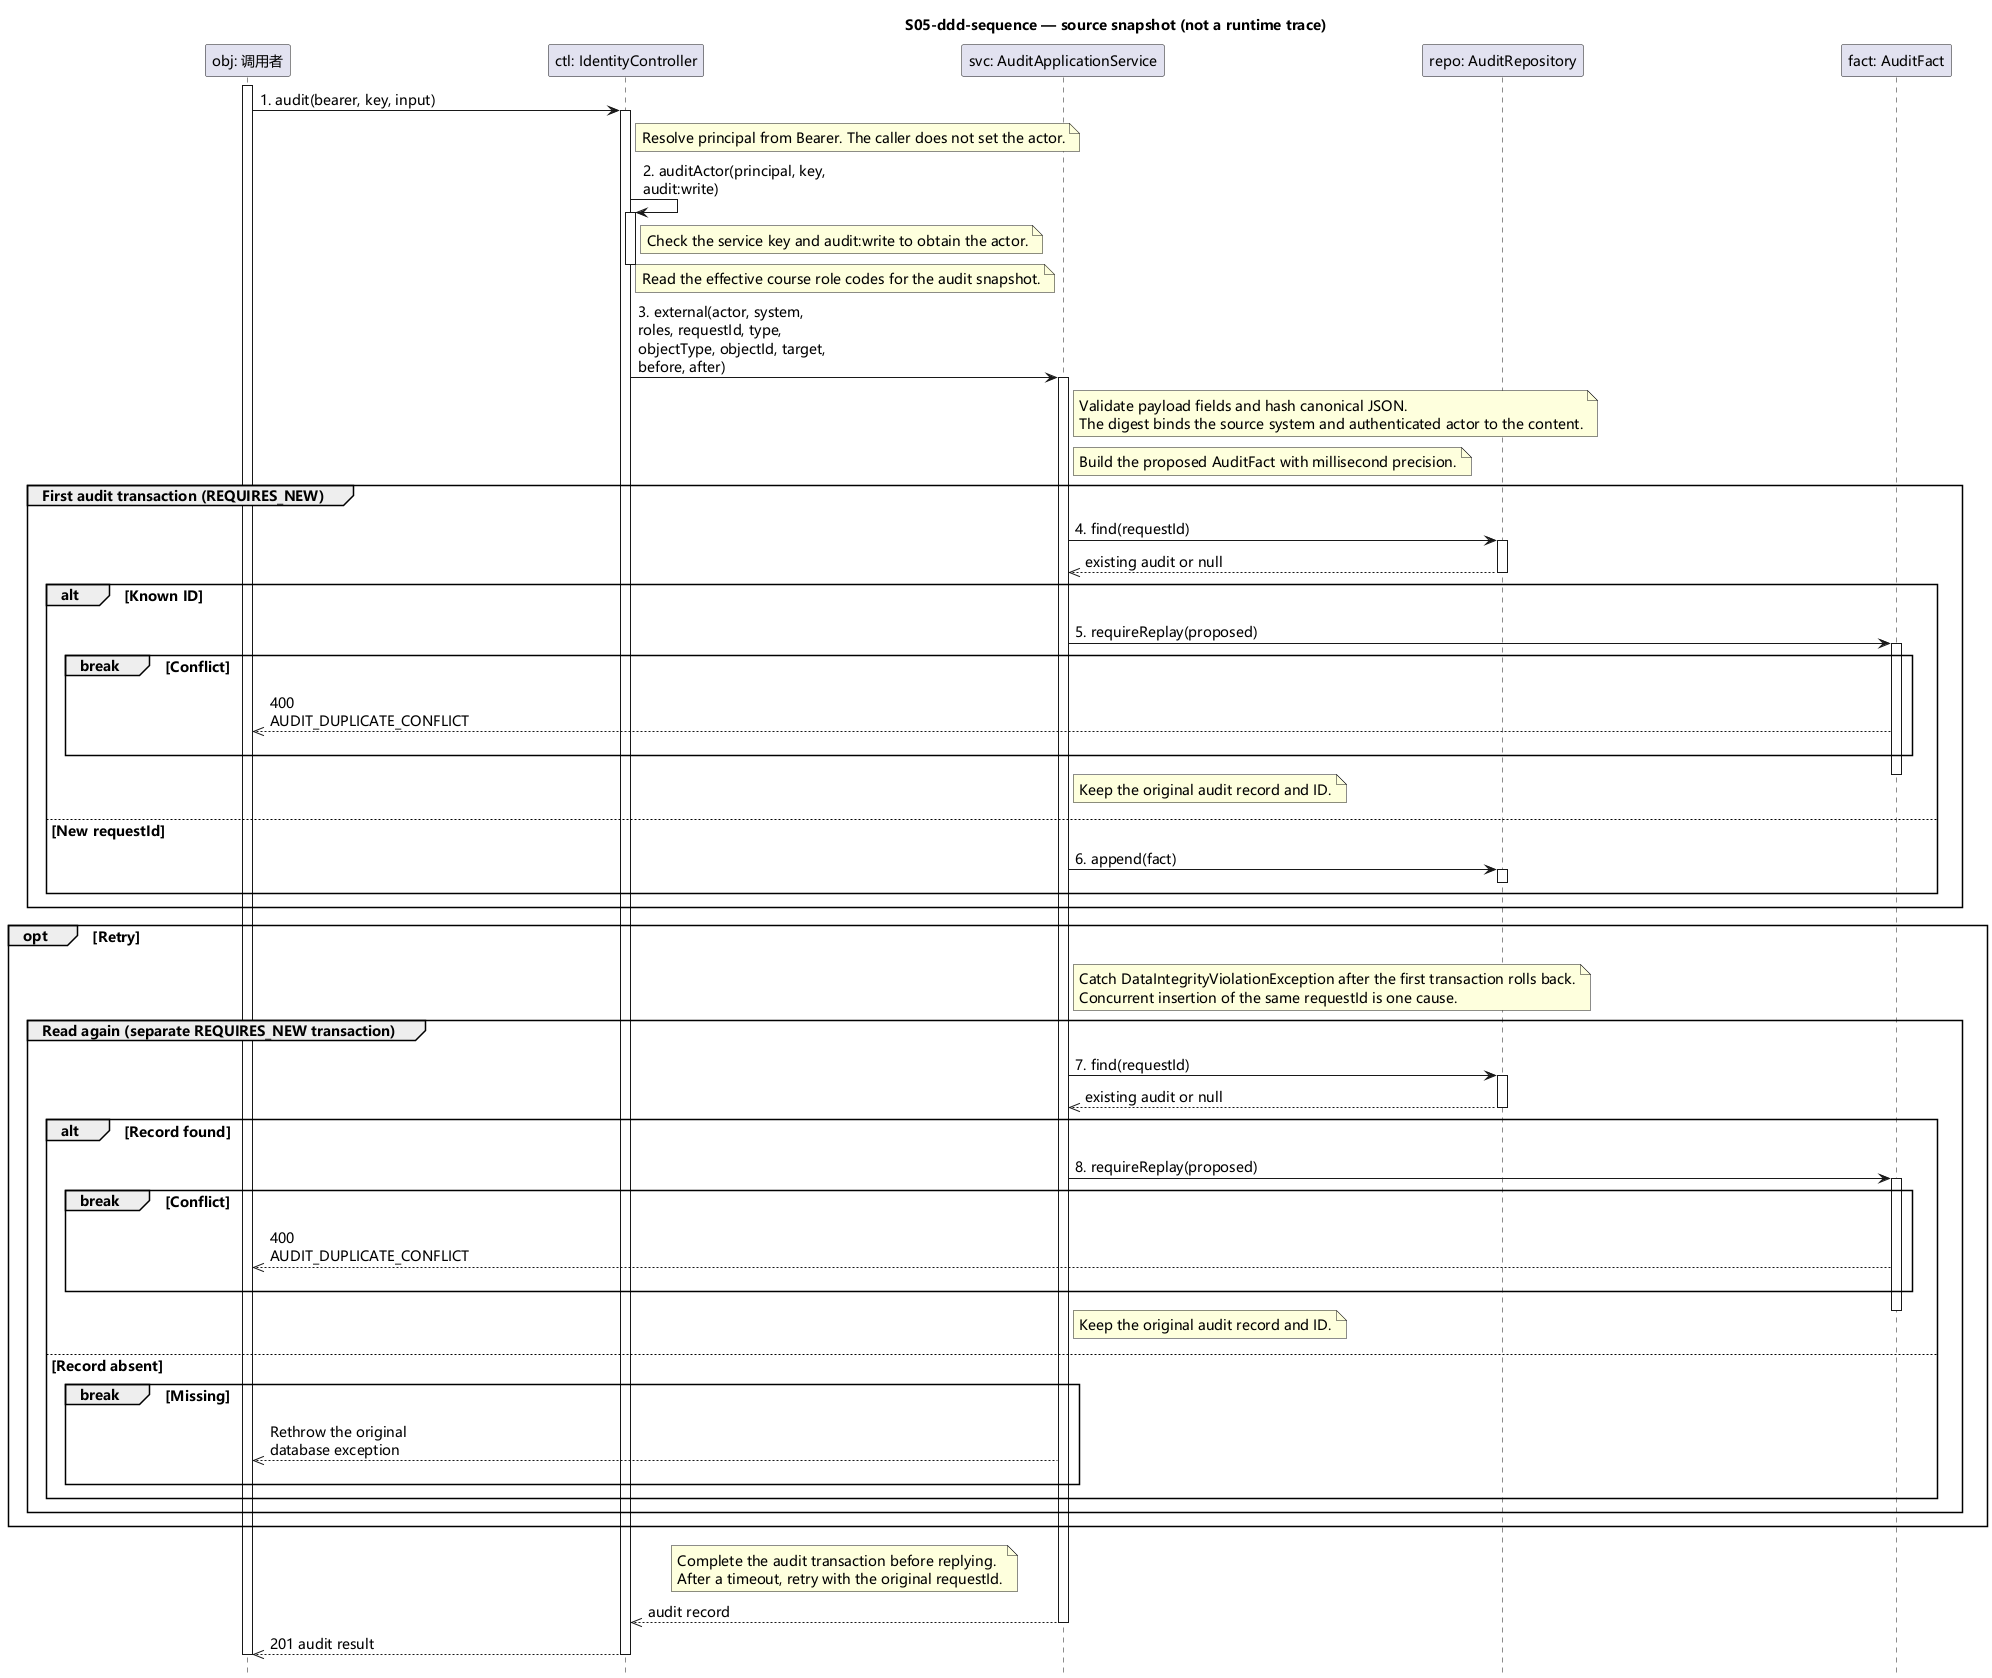 S05-ddd-sequence — source snapshot (not a runtime trace)
obj: 调用者
ctl: IdentityController
svc: AuditApplicationService
repo: AuditRepository
fact: AuditFact
1. audit(bearer, key, input)
Resolve principal from Bearer. The caller does not set the actor.
2. auditActor(principal, key,
audit:write)
Check the service key and audit:write to obtain the actor.
Read the effective course role codes for the audit snapshot.
3. external(actor, system,
roles, requestId, type,
objectType, objectId, target,
before, after)
Validate payload fields and hash canonical JSON.
The digest binds the source system and authenticated actor to the content.
Build the proposed AuditFact with millisecond precision.
First audit transaction (REQUIRES_NEW)
4. find(requestId)
existing audit or null
alt [Known ID]
5. requireReplay(proposed)
break [Conflict]
400
AUDIT_DUPLICATE_CONFLICT
Keep the original audit record and ID.
[New requestId]
6. append(fact)
opt [Retry]
Catch DataIntegrityViolationException after the first transaction rolls back.
Concurrent insertion of the same requestId is one cause.
Read again (separate REQUIRES_NEW transaction)
7. find(requestId)
existing audit or null
alt [Record found]
8. requireReplay(proposed)
break [Conflict]
400
AUDIT_DUPLICATE_CONFLICT
Keep the original audit record and ID.
[Record absent]
break [Missing]
Rethrow the original
database exception
Complete the audit transaction before replying.
After a timeout, retry with the original requestId.
audit record
201 audit result